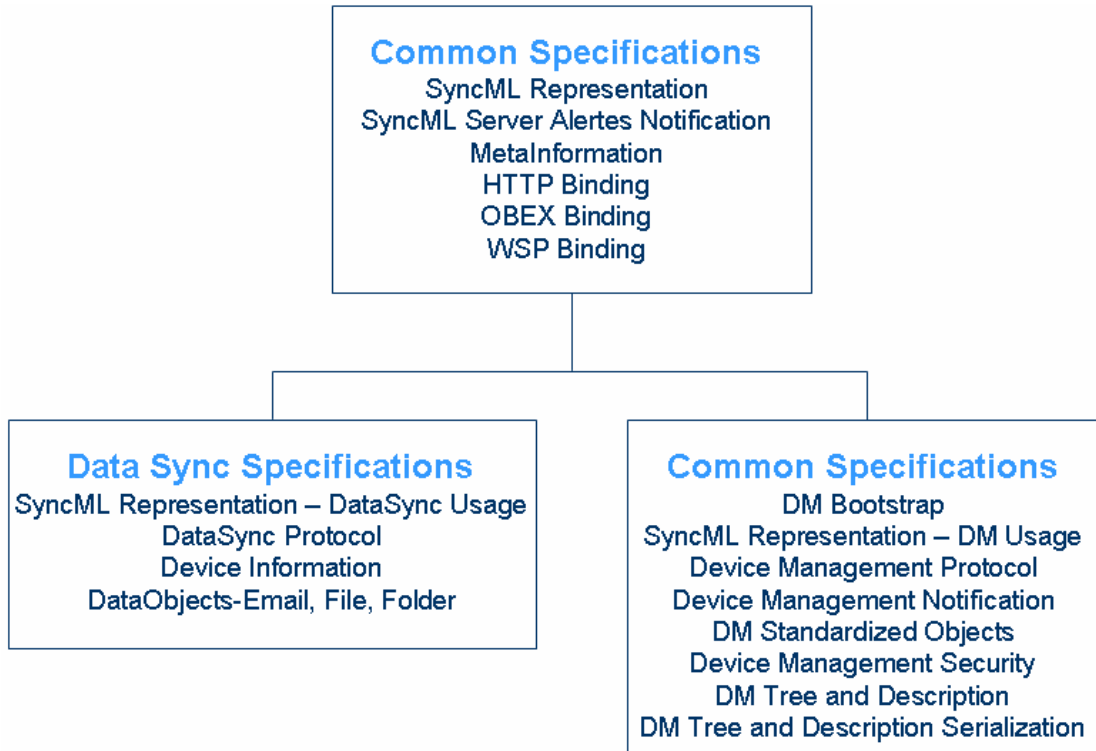 Common Specifications
SyncML Representation
SyncML Server Alertes Notification
MetaInformation
HTTP Binding
OBEX Binding
WSP Binding
Data Sync Specifications
SyncML Representation – DataSync Usage
DataSync Protocol
Device Information
DataObjects-Email, File, Folder
Common Specifications
DM Bootstrap
SyncML Representation – DM Usage
Device Management Protocol
Device Management Notification
DM Standardized Objects
Device Management Security
DM Tree and Description
DM Tree and Description Serialization